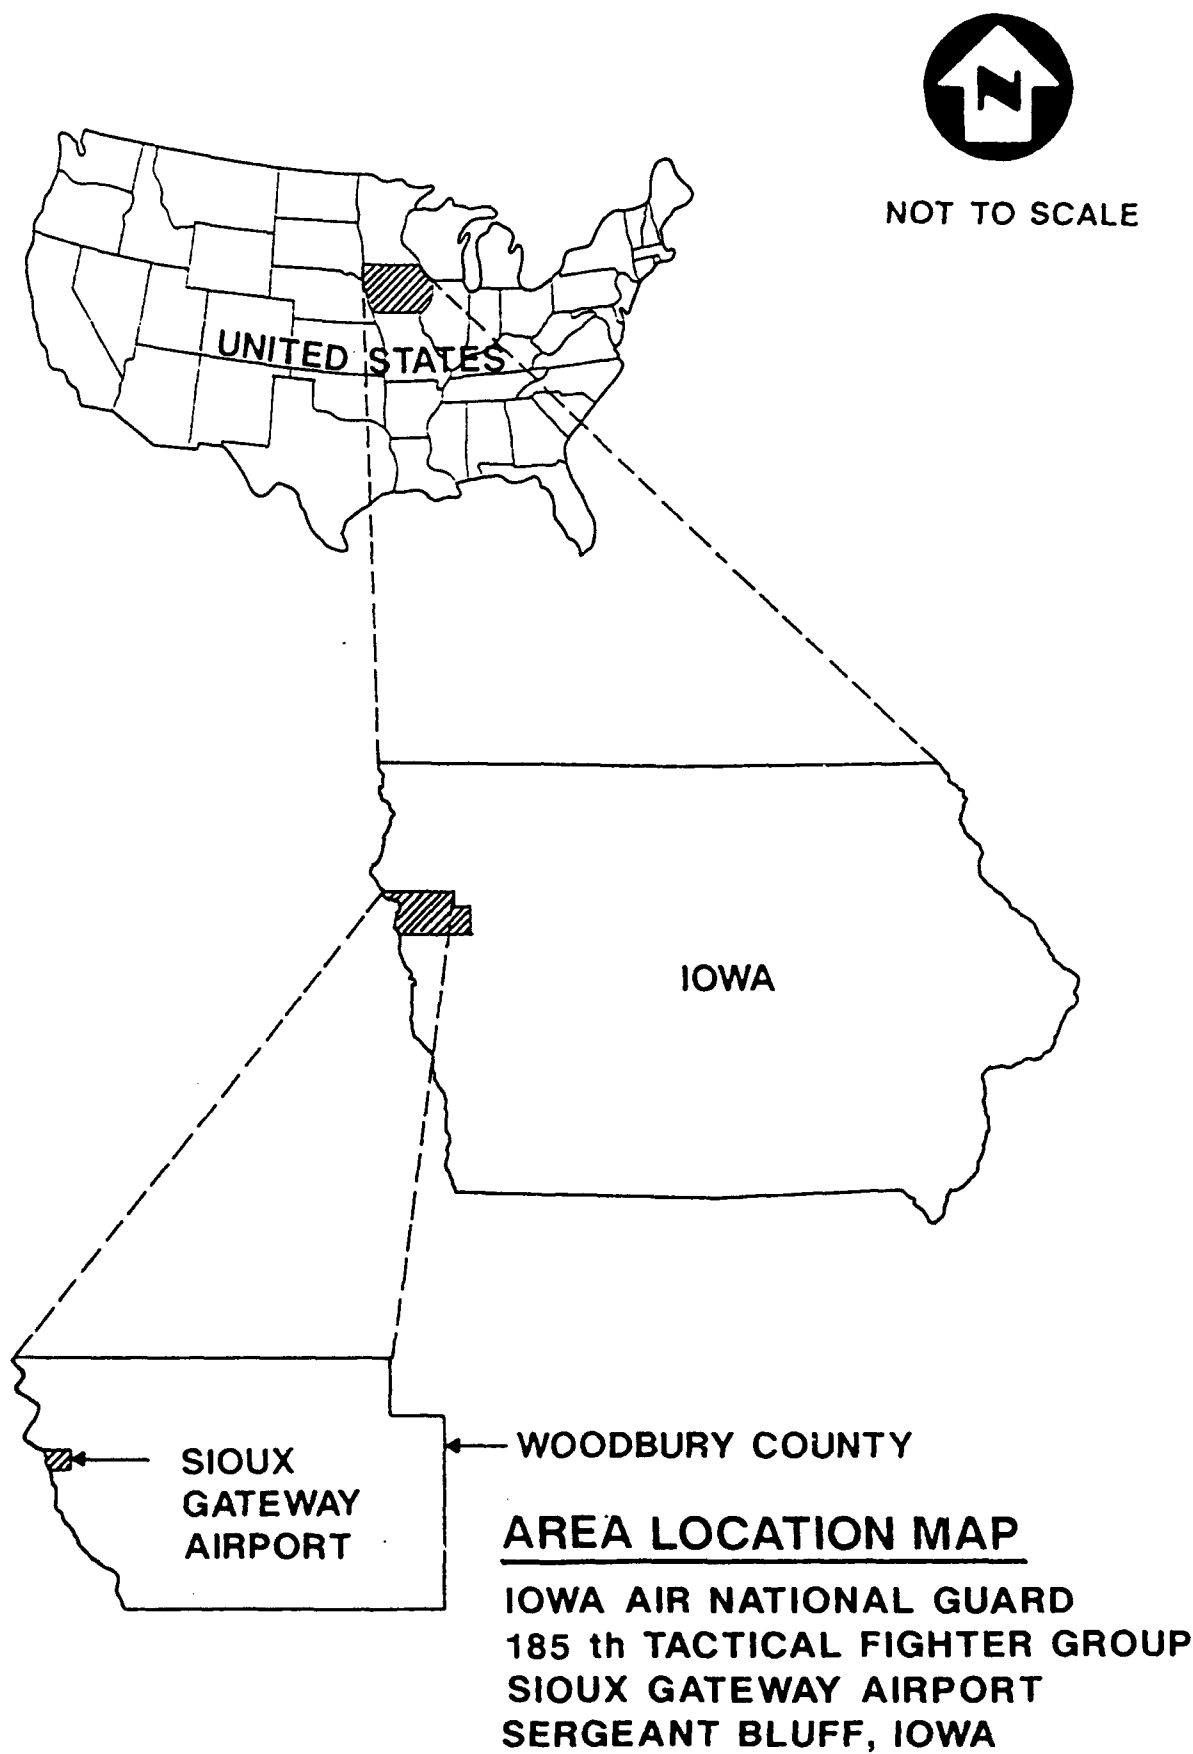 N
NOT TO SCALE
UNITED STATES
IOWA
SIOUX
GATEWAY
AIRPORT
WOODBURY COUNTY
AREA LOCATION MAP
IOWA AIR NATIONAL GUARD
185 th TACTICAL FIGHTER GROUP
SIOUX GATEWAY AIRPORT
SERGEANT BLUFF, IOWA